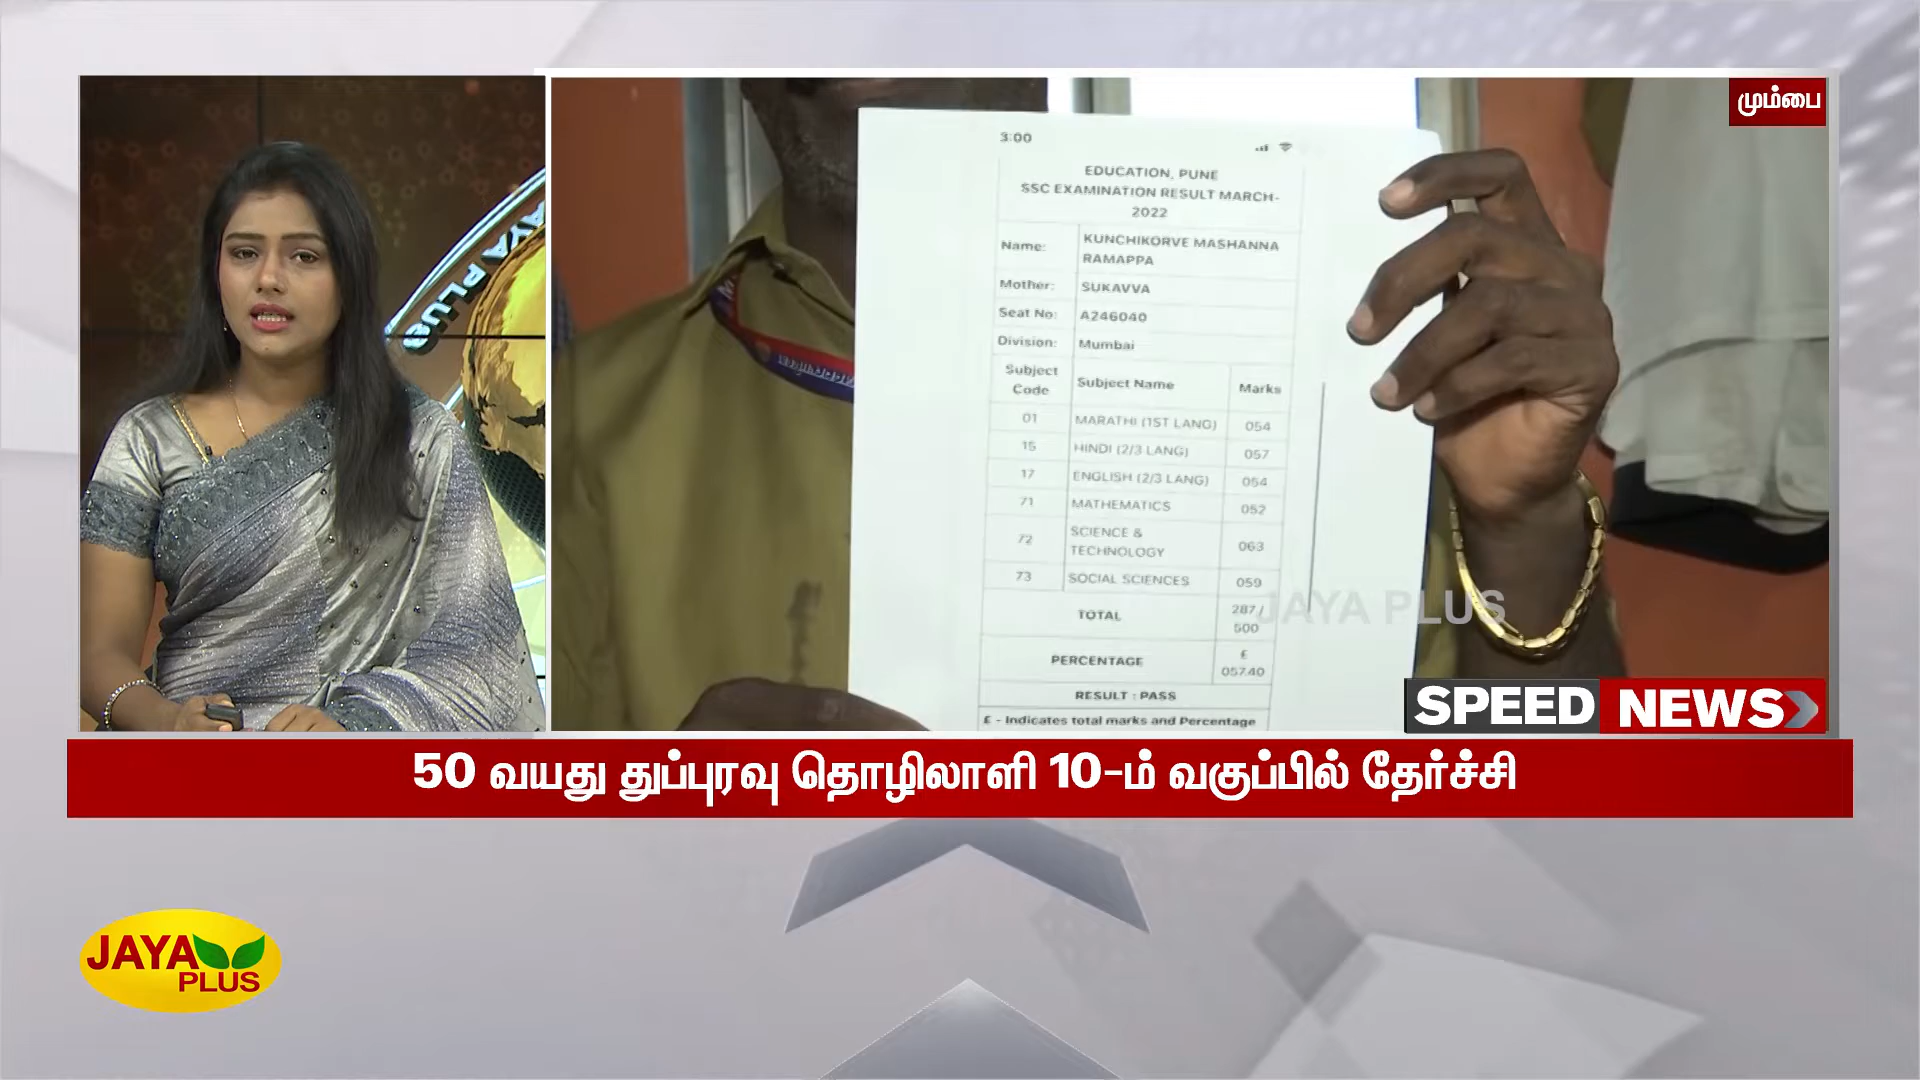 மும்பை
JAYA PLUS
3:00
EDUCATION, PUNE
SSC EXAMINATION RESULT MARCH-
2022
Name: KUNCHIKORVE MASHANNA
RAMAPPA
Mother: SUKAVVA
Seat No: A246040
Division: Mumbai
Subject Code Subject Name Marks
01 MARATHI (1ST LANG) 054
15 HINDI (2/3 LANG) 057
17 ENGLISH (2/3 LANG) 054
71 MATHEMATICS 052
72 SCIENCE & TECHNOLOGY 063
73 SOCIAL SCIENCES 059
TOTAL 287/ 500
PERCENTAGE £ 057.40
RESULT : PASS
£ - Indicates total marks and Percentage
JAYA PLUS
SPEED NEWS
50 வயது துப்புரவு தொழிலாளி 10-ம் வகுப்பில் தேர்ச்சி
JAYA
PLUS